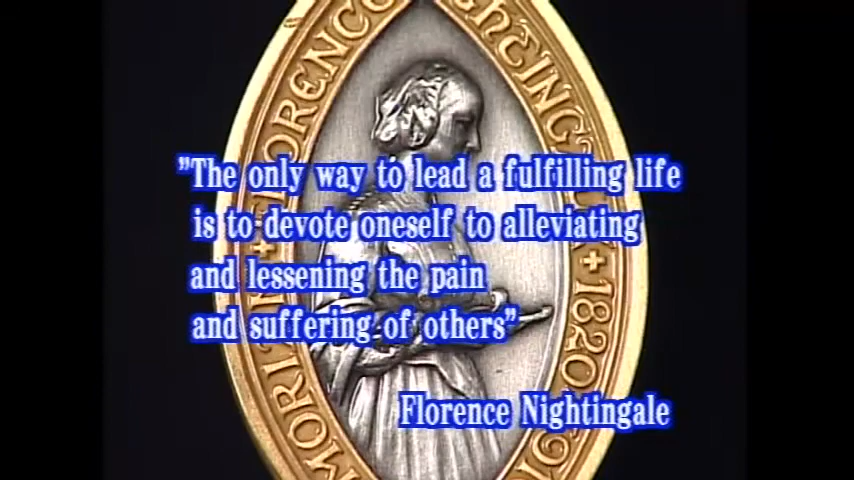 ”The only way to lead a fulfilling life
is to devote oneself to alleviating
and lessening the pain
and suffering of others”
Florence Nightingale
1820